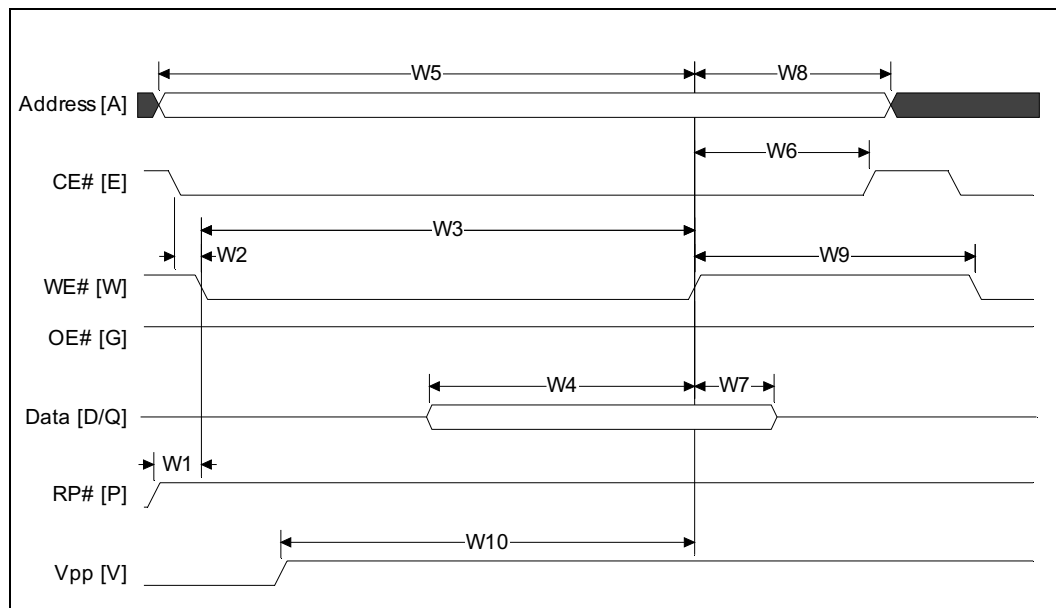 W5
W8
Address [A]
W6
CE# [E]
W3
W2
W9
WE# [W]
OE# [G]
W4
W7
Data [D/Q]
W1
RP# [P]
W10
Vpp [V]